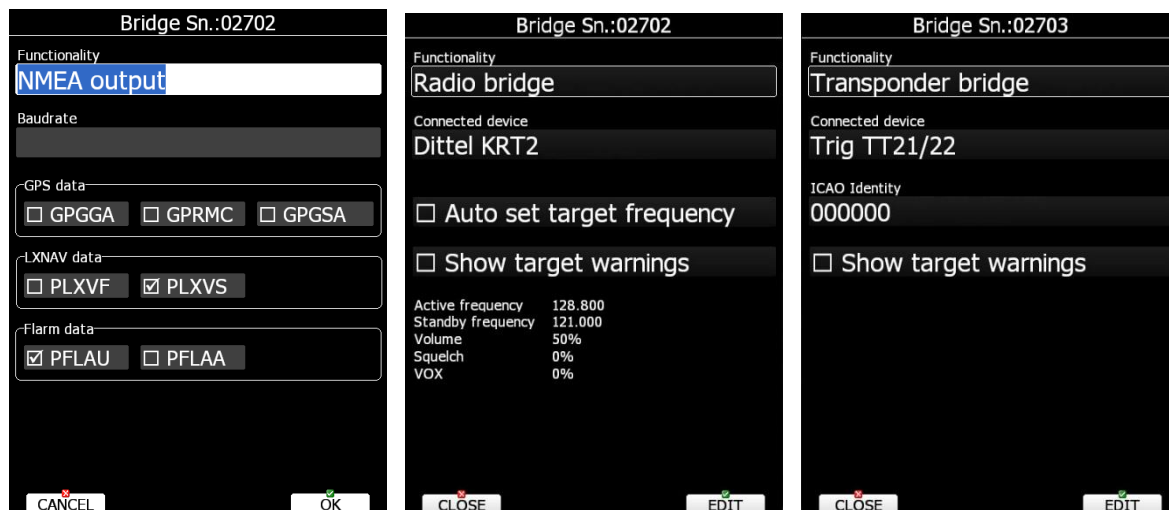 Bridge Sn.:02702
Functionality
NMEA output
Baudrate
GPS data
GPGGA GPRMC GPGSA
LXNAV data
PLXVF PLXVS
Flarm data
PFLAU PFLAA
CANCEL OK
Bridge Sn.:02702
Functionality
Radio bridge
Connected device
Dittel KRT2
Auto set target frequency
Show target warnings
Active frequency 128.800
Standby frequency 121.000
Volume 50%
Squelch 0%
VOX 0%
CLOSE EDIT
Bridge Sn.:02703
Functionality
Transponder bridge
Connected device
Trig TT21/22
ICAO Identity
000000
Show target warnings
CLOSE EDIT